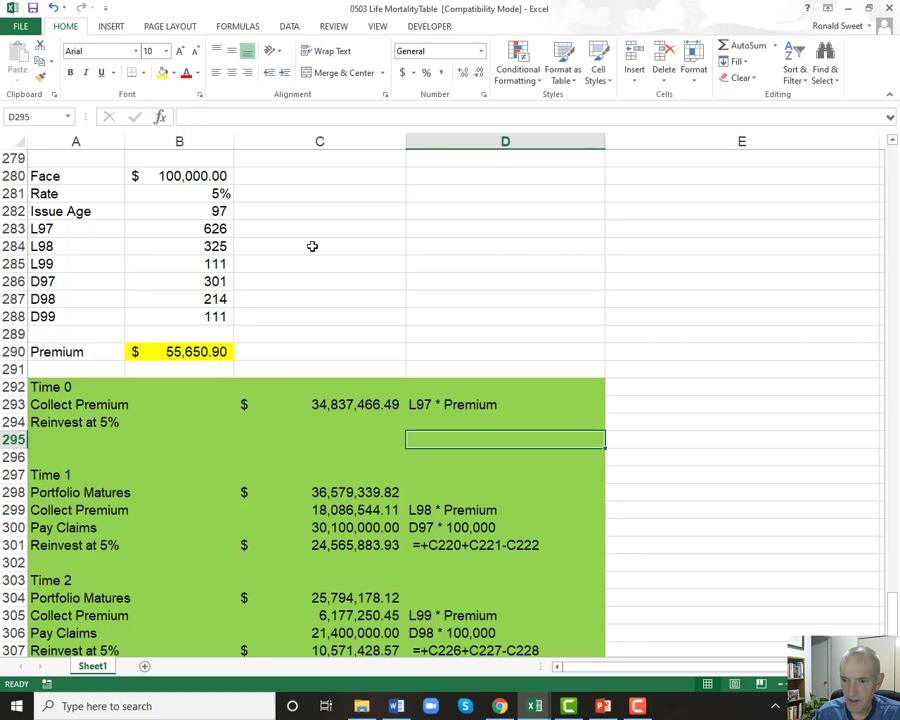 0503 Life MortalityTable [Compatibility Mode] - Excel
FILE HOME INSERT PAGE LAYOUT FORMULAS DATA REVIEW VIEW DEVELOPER Ronald Sweet
Paste Arial 10 Wrap Text General Conditional Format as Cell Insert Delete Format AutoSum Sort & Find &
B I U Merge & Center $ % Formatting Table Styles Fill Filter Select
Clear
Clipboard Font Alignment Number Styles Cells Editing
D295 fx
A B C D E
279
280 Face $ 100,000.00
281 Rate 5%
282 Issue Age 97
283 L97 626
284 L98 325
285 L99 111
286 D97 301
287 D98 214
288 D99 111
289
290 Premium $ 55,650.90
291
292 Time 0
293 Collect Premium $ 34,837,466.49 L97 * Premium
294 Reinvest at 5%
295
296
297 Time 1
298 Portfolio Matures $ 36,579,339.82
299 Collect Premium 18,086,544.11 L98 * Premium
300 Pay Claims 30,100,000.00 D97 * 100,000
301 Reinvest at 5% $ 24,565,883.93 =+C220+C221-C222
302
303 Time 2
304 Portfolio Matures $ 25,794,178.12
305 Collect Premium 6,177,250.45 L99 * Premium
306 Pay Claims 21,400,000.00 D98 * 100,000
307 Reinvest at 5% $ 10,571,428.57 =+C226+C227-C228
Sheet1
READY
Type here to search